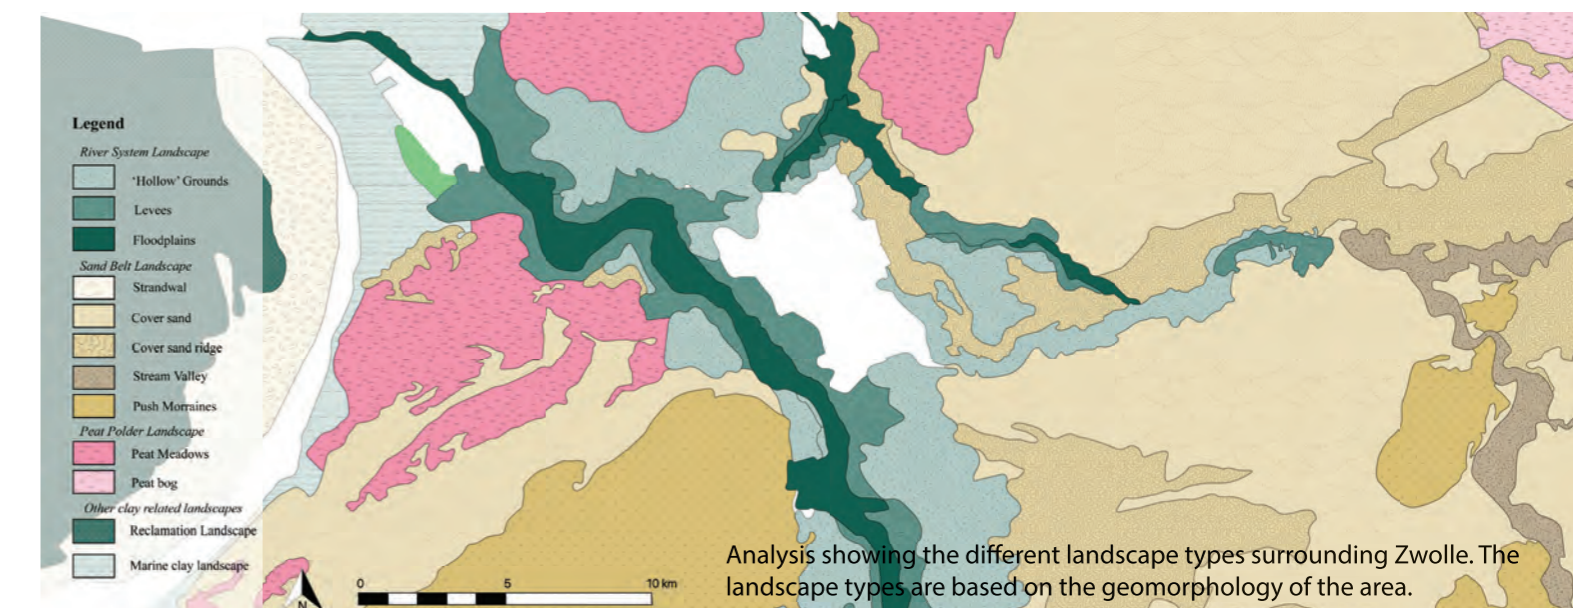 Legend
River System Landscape
'Hollow' Grounds
Levees
Floodplains
Sand Belt Landscape
Strandwal
Cover sand
Cover sand ridge
Stream Valley
Push Morraines
Peat Polder Landscape
Peat Meadows
Peat bog
Other clay related landscapes
Reclamation Landscape
Marine clay landscape
0 5 10 km
N
Analysis showing the different landscape types surrounding Zwolle. The
landscape types are based on the geomorphology of the area.